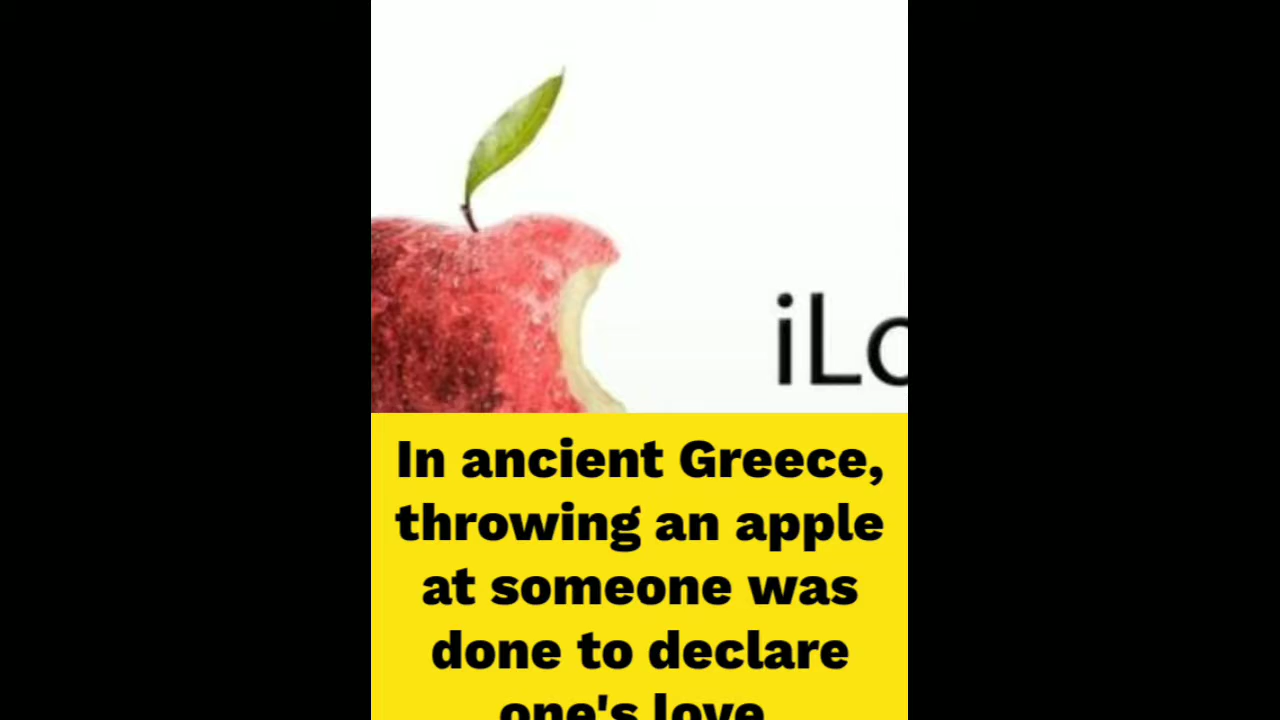 iLo
In ancient Greece,
throwing an apple
at someone was
done to declare
one's love